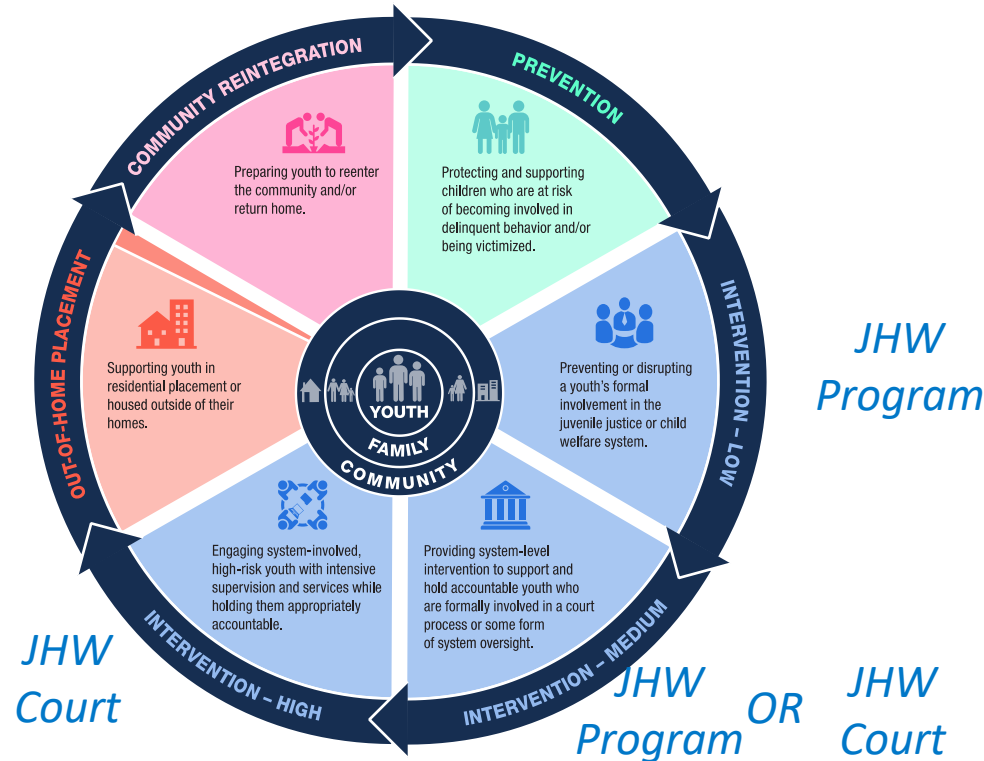 COMMUNITY REINTEGRATION
PREVENTION
Preparing youth to reenter
the community and/or
return home.
Protecting and supporting
children who are at risk
of becoming involved in
delinquent behavior and/or
being victimized.
OUT-OF-HOME PLACEMENT
INTERVENTION – LOW
Supporting youth in
residential placement or
housed outside of their
homes.
YOUTH
FAMILY
COMMUNITY
Preventing or disrupting
a youth's formal
involvement in the
juvenile justice or child
welfare system.
JHW
Program
Engaging system-involved,
high-risk youth with intensive
supervision and services while
holding them appropriately
accountable.
Providing system-level
intervention to support and
hold accountable youth who
are formally involved in a court
process or some form
of system oversight.
INTERVENTION – HIGH
INTERVENTION – MEDIUM
JHW
Court
JHW
Program
OR
JHW
Court